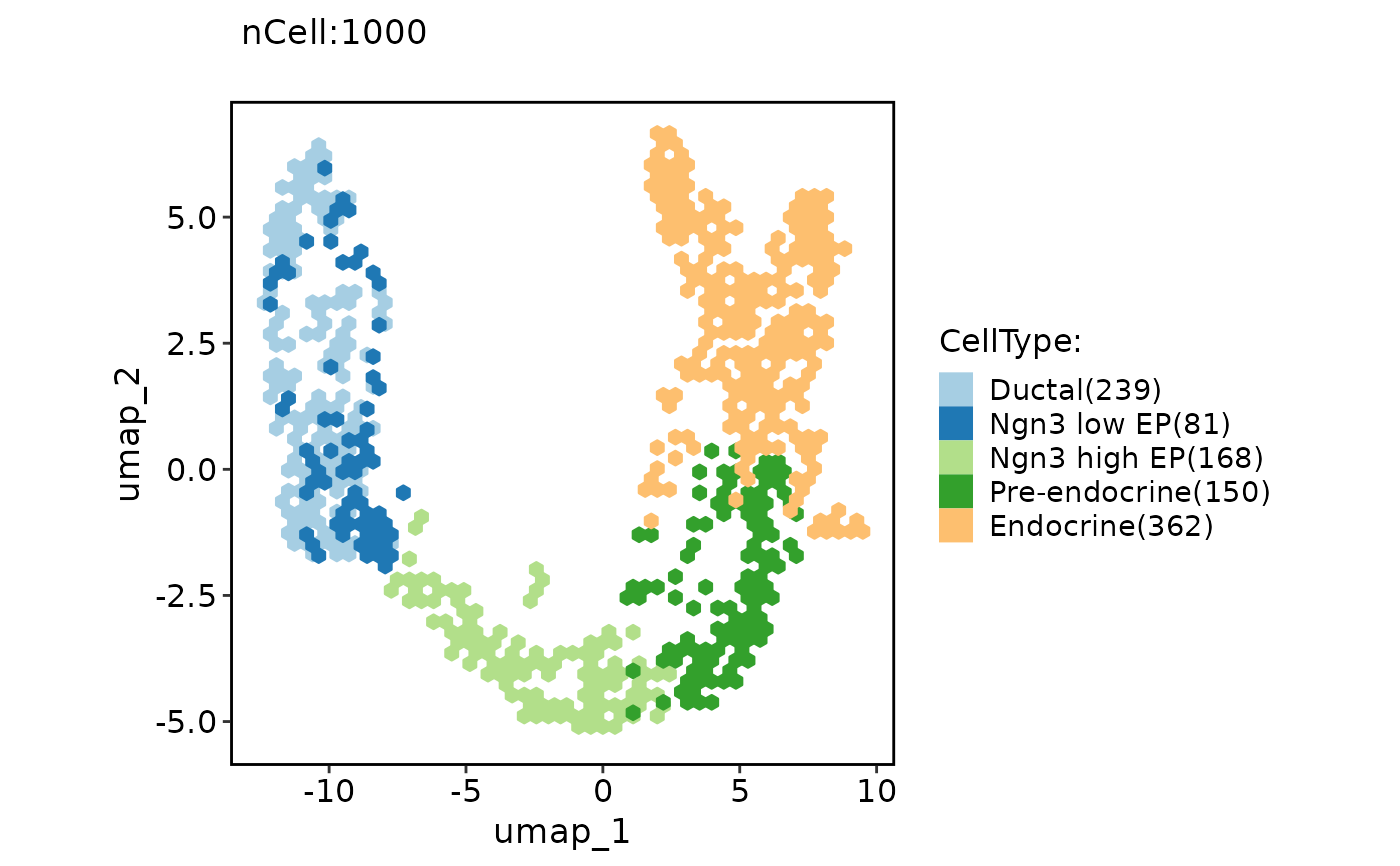 nCell:1000
5.0
2.5
0.0
-2.5
-5.0
umap_2
-10
-5
0
5
10
umap_1
CellType:
Ductal(239)
Ngn3 low EP(81)
Ngn3 high EP(168)
Pre-endocrine(150)
Endocrine(362)